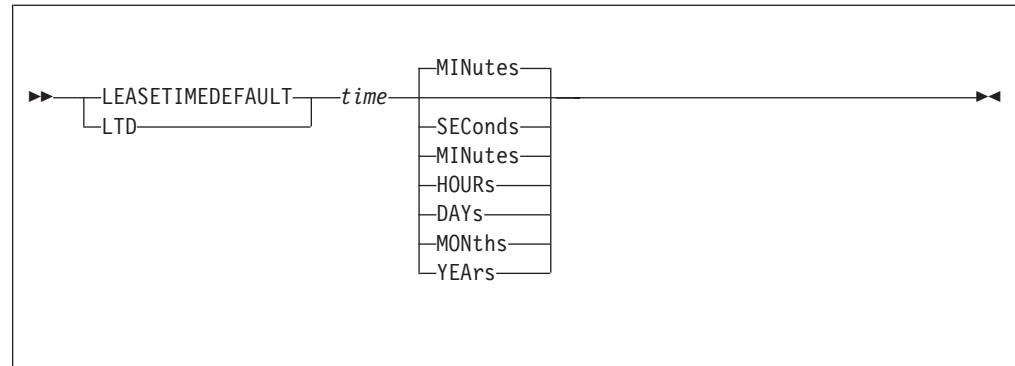 MINutes
LEASETIMEDEFAULT time
LTD SEConds
MINutes
HOURs
DAYs
MONths
YEArs